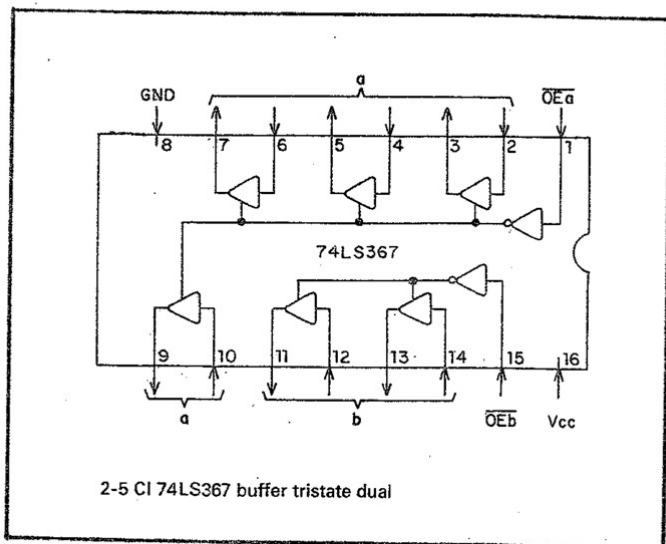 a
GND
OEa
8 7 6 5 4 3 2 1
74LS367
9 10 11 12 13 14 15 16
a b OEb Vcc
2-5 CI 74LS367 buffer tristate dual